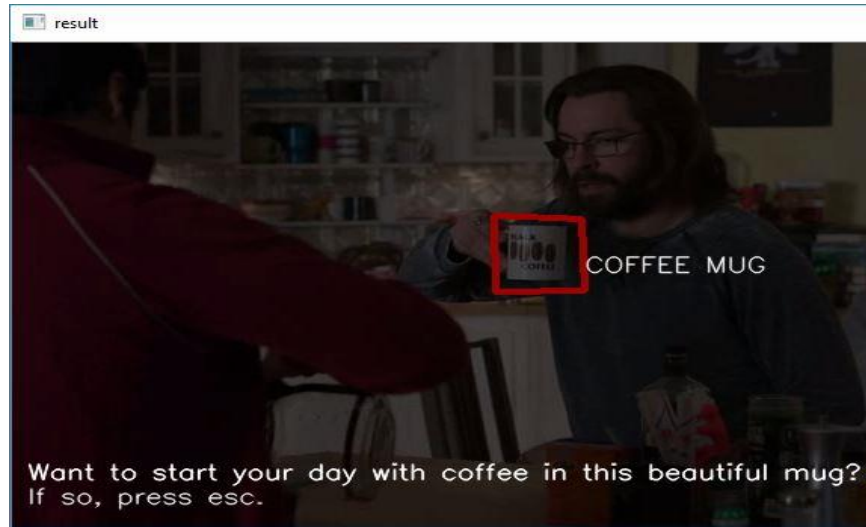 result
COFFEE MUG
Want to start your day with coffee in this beautiful mug?
If so, press esc.